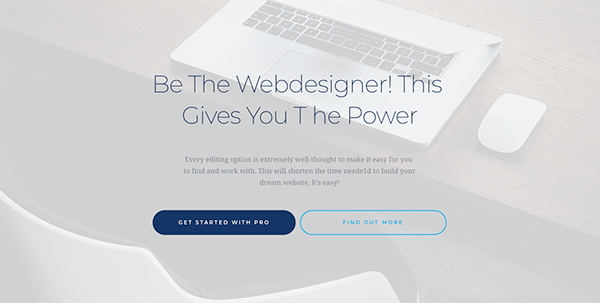 Be The Webdesigner! This
Gives You T he Power
Every editing option is extremely well-thought to make it easy for you
to find and work with. This will shorten the time neede1d to build your
dream website. It's easy!
GET STARTED WITH PRO
FIND OUT MORE